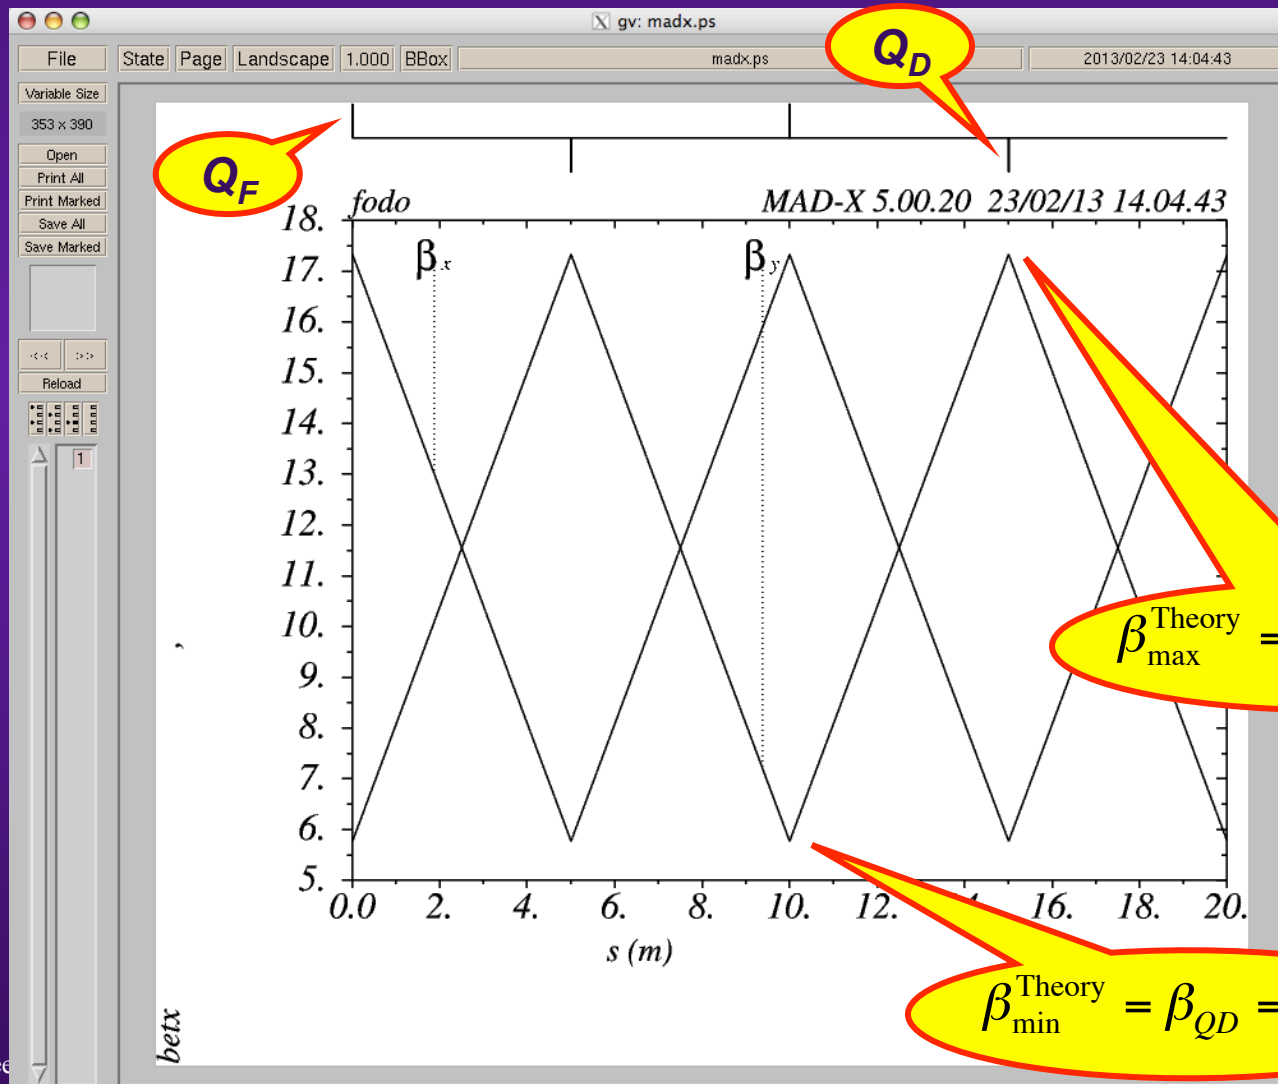 gv: madx.ps
File
State Page Landscape 1.000 BBox
madx.ps
2013/02/23 14:04:43
Variable Size
353 x 390
Open
Print All
Print Marked
Save All
Save Marked
<<
>>
Reload
1
Q_D
Q_F
fodo
MAD-X 5.00.20 23/02/13 14.04.43
β x
β y
18.
17.
16.
15.
14.
13.
12.
11.
10.
9.
8.
7.
6.
5.
0.0 2. 4. 6. 8. 10. 12. 16. 18. 20.
s (m)
betx
,
β_max^Theory =
β_min^Theory = β_QD =